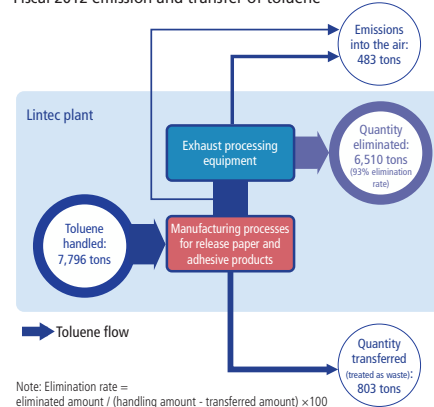 Fiscal 2012 emission and transfer of toluene
Emissions
into the air:
483 tons
Lintec plant
Exhaust processing
equipment
Quantity
eliminated:
6,510 tons
(93% elimination
rate)
Toluene
handled:
7,796 tons
Manufacturing processes
for release paper and
adhesive products
Toluene flow
Quantity
transferred
(treated as waste):
803 tons
Note: Elimination rate =
eliminated amount / (handling amount - transferred amount) ×100